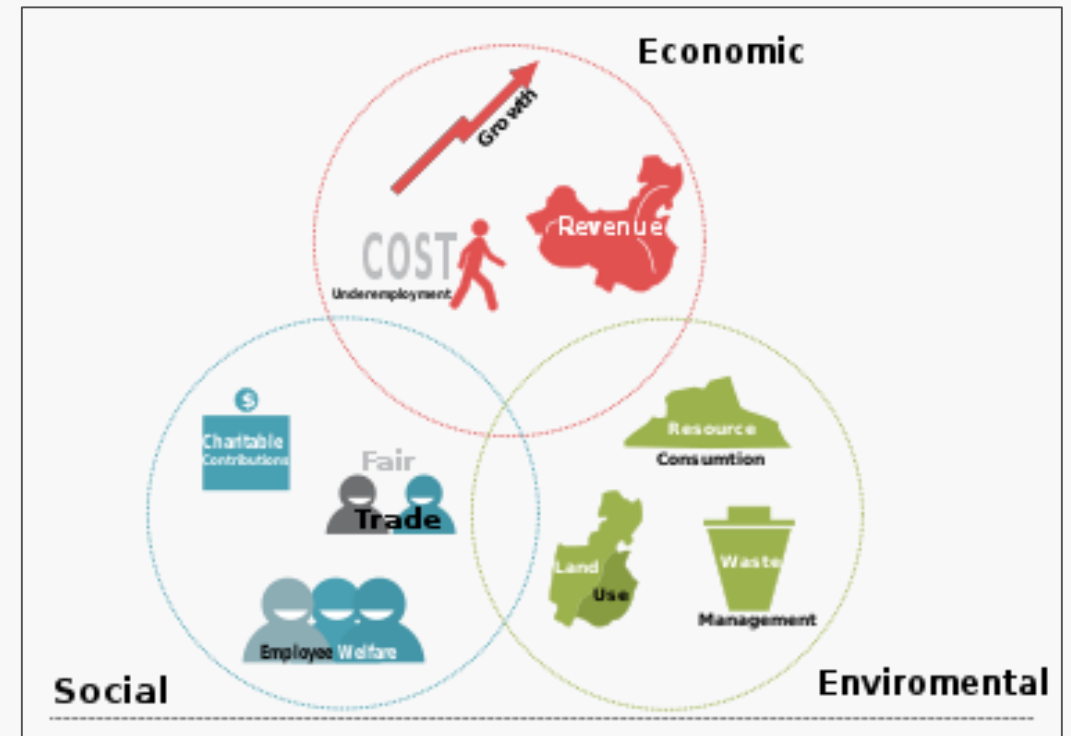 Economic
Growth
Revenue
COST
Underemployment
Charitable
Contributions
Fair
Trade
Employee Welfare
Social
Resource
Consumtion
Land
Use
Waste
Management
Enviromental